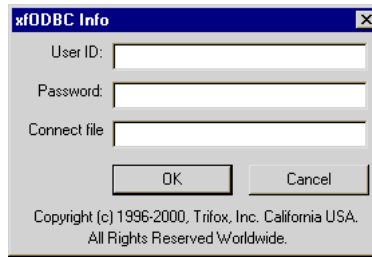 xfODBC Info
User ID:
Password:
Connect file
OK Cancel
Copyright (c) 1996-2000, Trifox, Inc. California USA.
All Rights Reserved Worldwide.